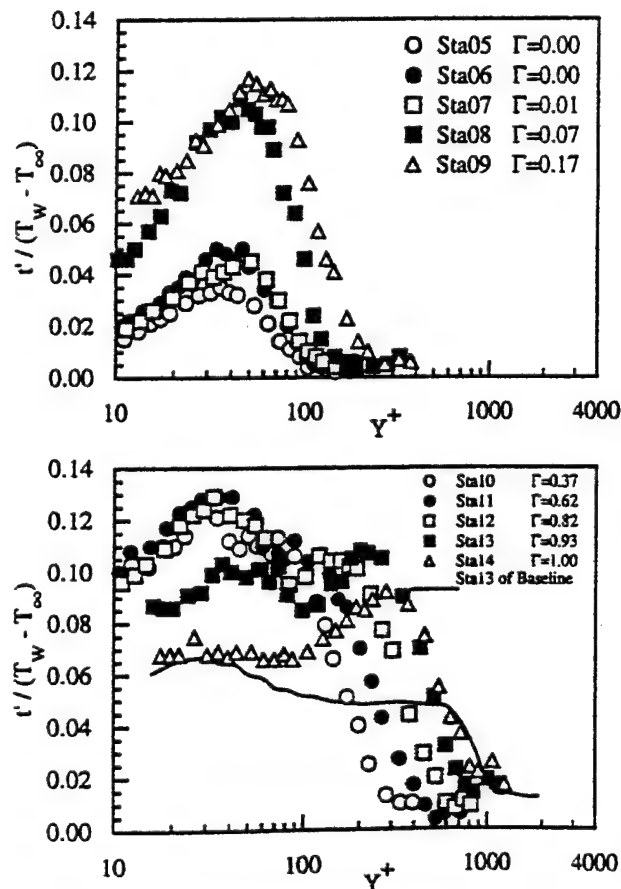 0.14
0.12
0.10
0.08
0.06
0.04
0.02
0.00
t' / (T_W - T_∞)
Sta05 Γ=0.00
Sta06 Γ=0.00
Sta07 Γ=0.01
Sta08 Γ=0.07
Sta09 Γ=0.17
10 100 1000 4000
Y+
0.14
0.12
0.10
0.08
0.06
0.04
0.02
0.00
t' / (T_W - T_∞)
Sta10 Γ=0.37
Sta11 Γ=0.62
Sta12 Γ=0.82
Sta13 Γ=0.93
Sta14 Γ=1.00
Sta13 of Baseline
10 100 1000 4000
Y+